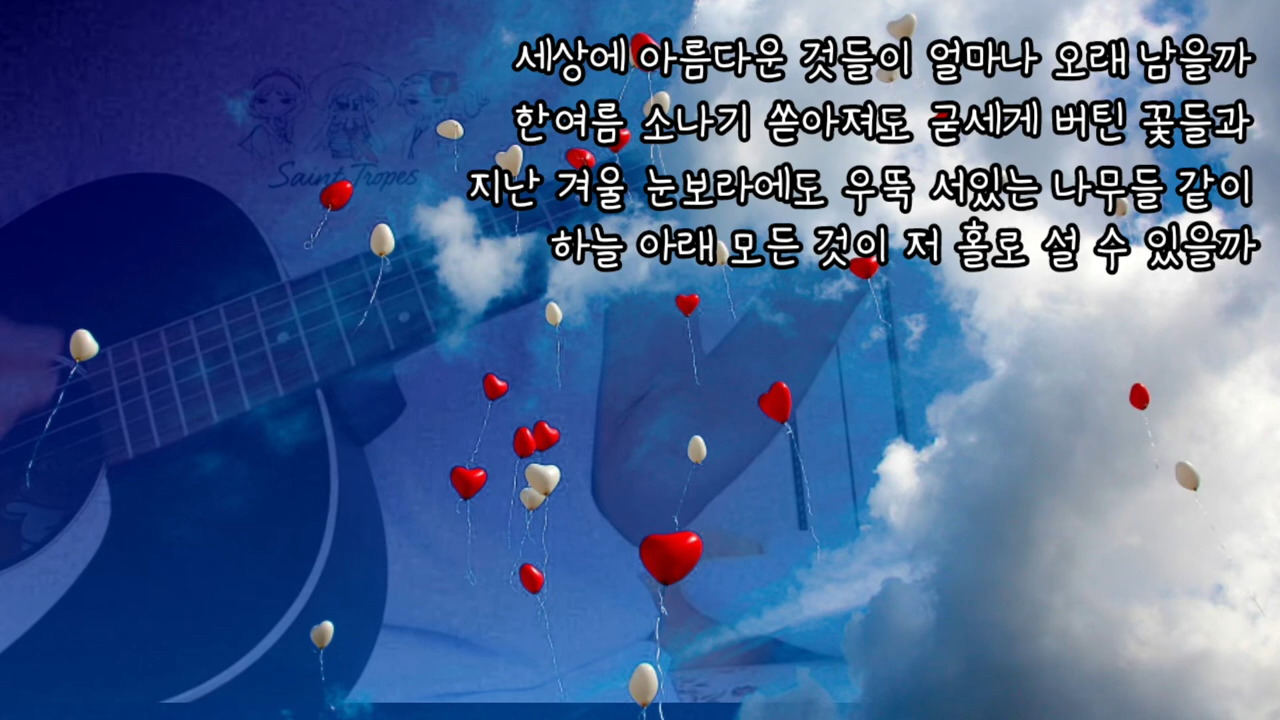 세상에 아름다운 것들이 얼마나 오래 남을까
한여름 소나기 쏟아져도 굳세게 버틴 꽃들과
지난 겨울 눈보라에도 우뚝 서있는 나무들 같이
하늘 아래 모든 것이 저 홀로 설 수 있을까
Saint Tropes